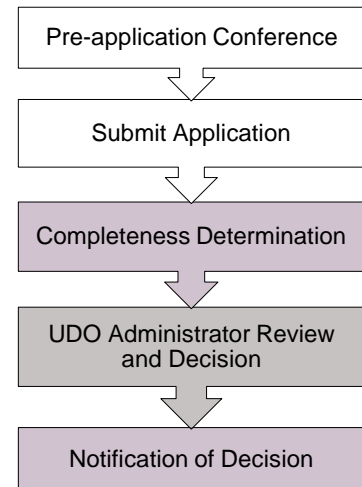 Pre-application Conference
Submit Application
Completeness Determination
UDO Administrator Review
and Decision
Notification of Decision